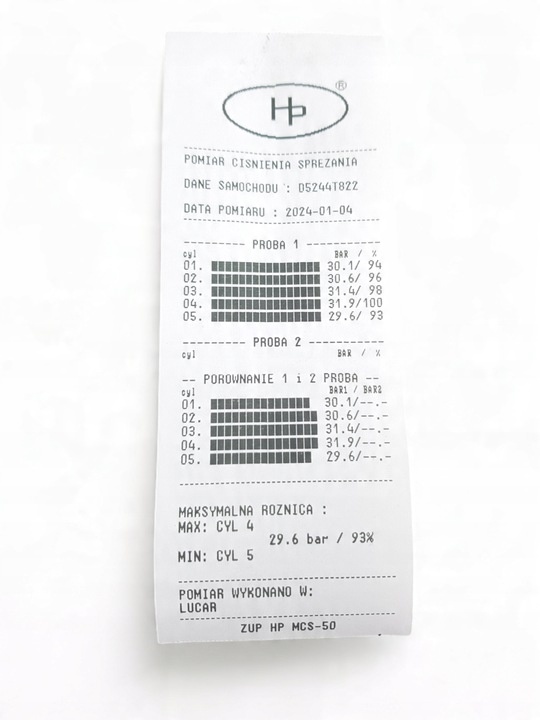 HP ®
POMIAR CISNIENIA SPREZANIA
DANE SAMOCHODU : D5244T822
DATA POMIARU : 2024-01-04
--------- PROBA 1 -----------
cyl BAR / %
01. 30.1/ 94
02. 30.6/ 96
03. 31.4/ 98
04. 31.9/100
05. 29.6/ 93
--------- PROBA 2 -----------
cyl BAR / %
-- POROWNANIE 1 i 2 PROBA --
cyl BAR1 / BAR2
01. 30.1/--.-
02. 30.6/--.-
03. 31.4/--.-
04. 31.9/--.-
05. 29.6/--.-
MAKSYMALNA ROZNICA :
MAX: CYL 4
29.6 bar / 93%
MIN: CYL 5
POMIAR WYKONANO W:
LUCAR
ZUP HP MCS-50